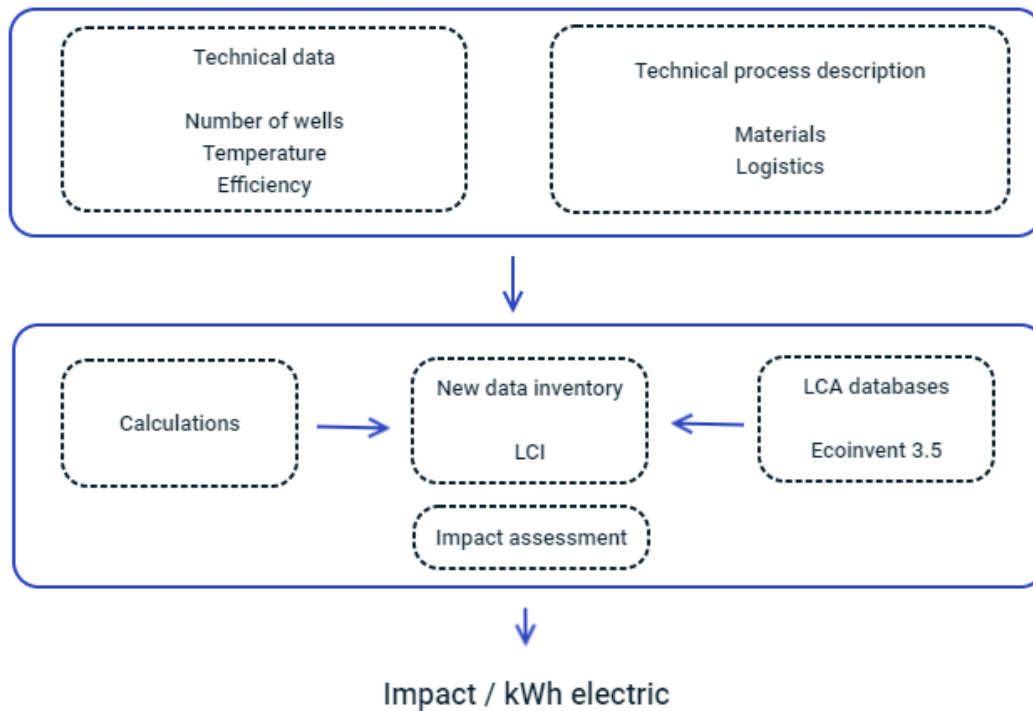 Technical data
Number of wells
Temperature
Efficiency
Technical process description
Materials
Logistics
Calculations
New data inventory
LCI
LCA databases
Ecoinvent 3.5
Impact assessment
Impact / kWh electric